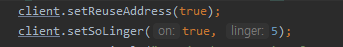 client.setReuseAddress(true);
client.setSoLinger( on: true, linger: 5);